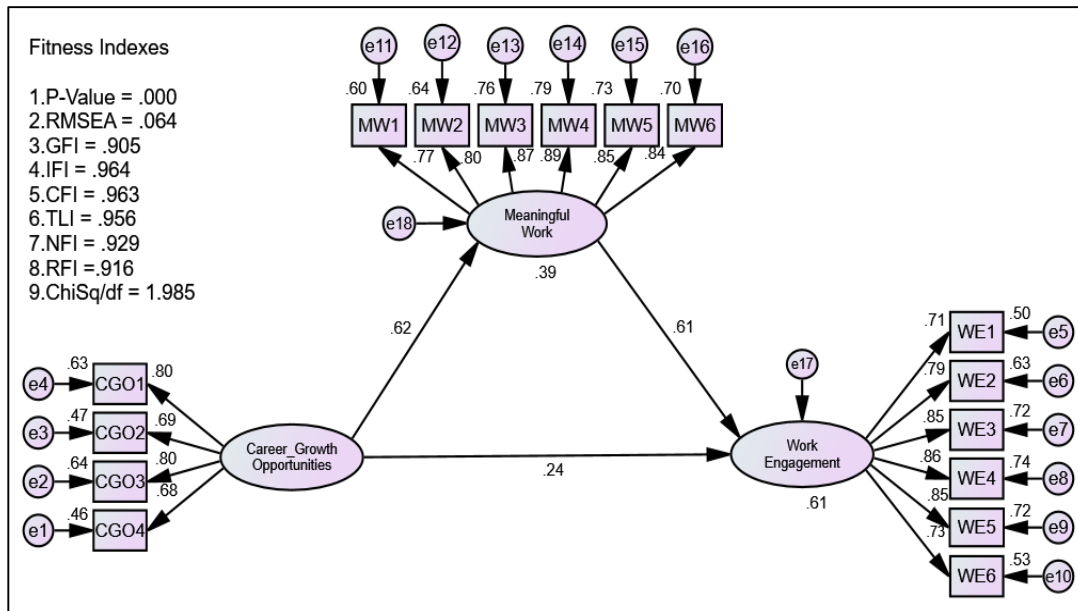 Fitness Indexes
1.P-Value = .000
2.RMSEA = .064
3.GFI = .905
4.IFI = .964
5.CFI = .963
6.TLI = .956
7.NFI = .929
8.RFI =.916
9.ChiSq/df = 1.985
e11 e12 e13 e14 e15 e16
.60 .64 .76 .79 .73 .70
MW1 MW2 MW3 MW4 MW5 MW6
.77 .80 .87 .89 .85 .84
e18
Meaningful
Work
.39
.62
.61
e4 .63 CGO1 .80
e3 .47 CGO2 .69
e2 .64 CGO3 .80
e1 .46 CGO4 .68
Career_Growth
Opportunities
.24
e17
Work
Engagement
.61
.71 WE1 .50 e5
.79 WE2 .63 e6
.85 WE3 .72 e7
.86 WE4 .74 e8
.85 WE5 .72 e9
.73 WE6 .53 e10